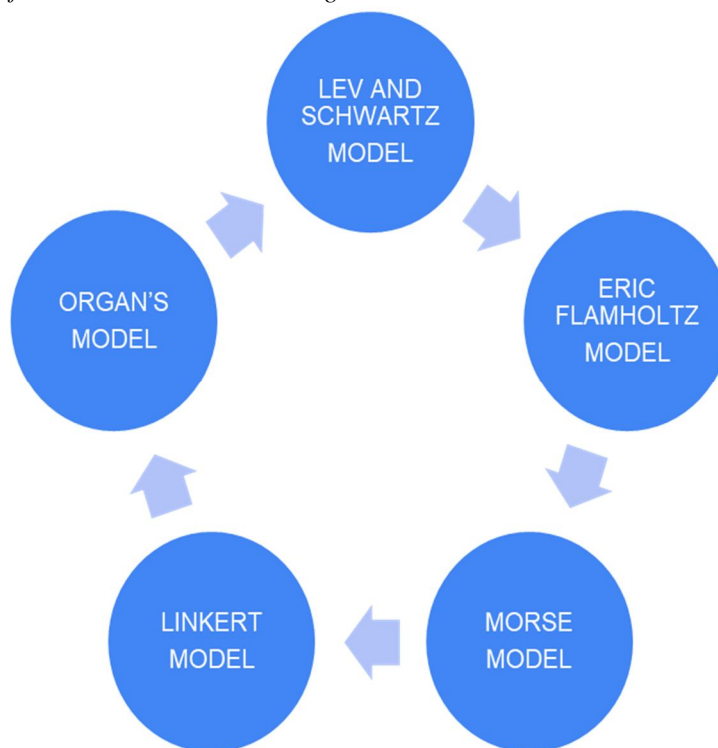 LEV AND
SCHWARTZ
MODEL
ERIC
FLAMHOLTZ
MODEL
MORSE
MODEL
LINKERT
MODEL
ORGAN'S
MODEL